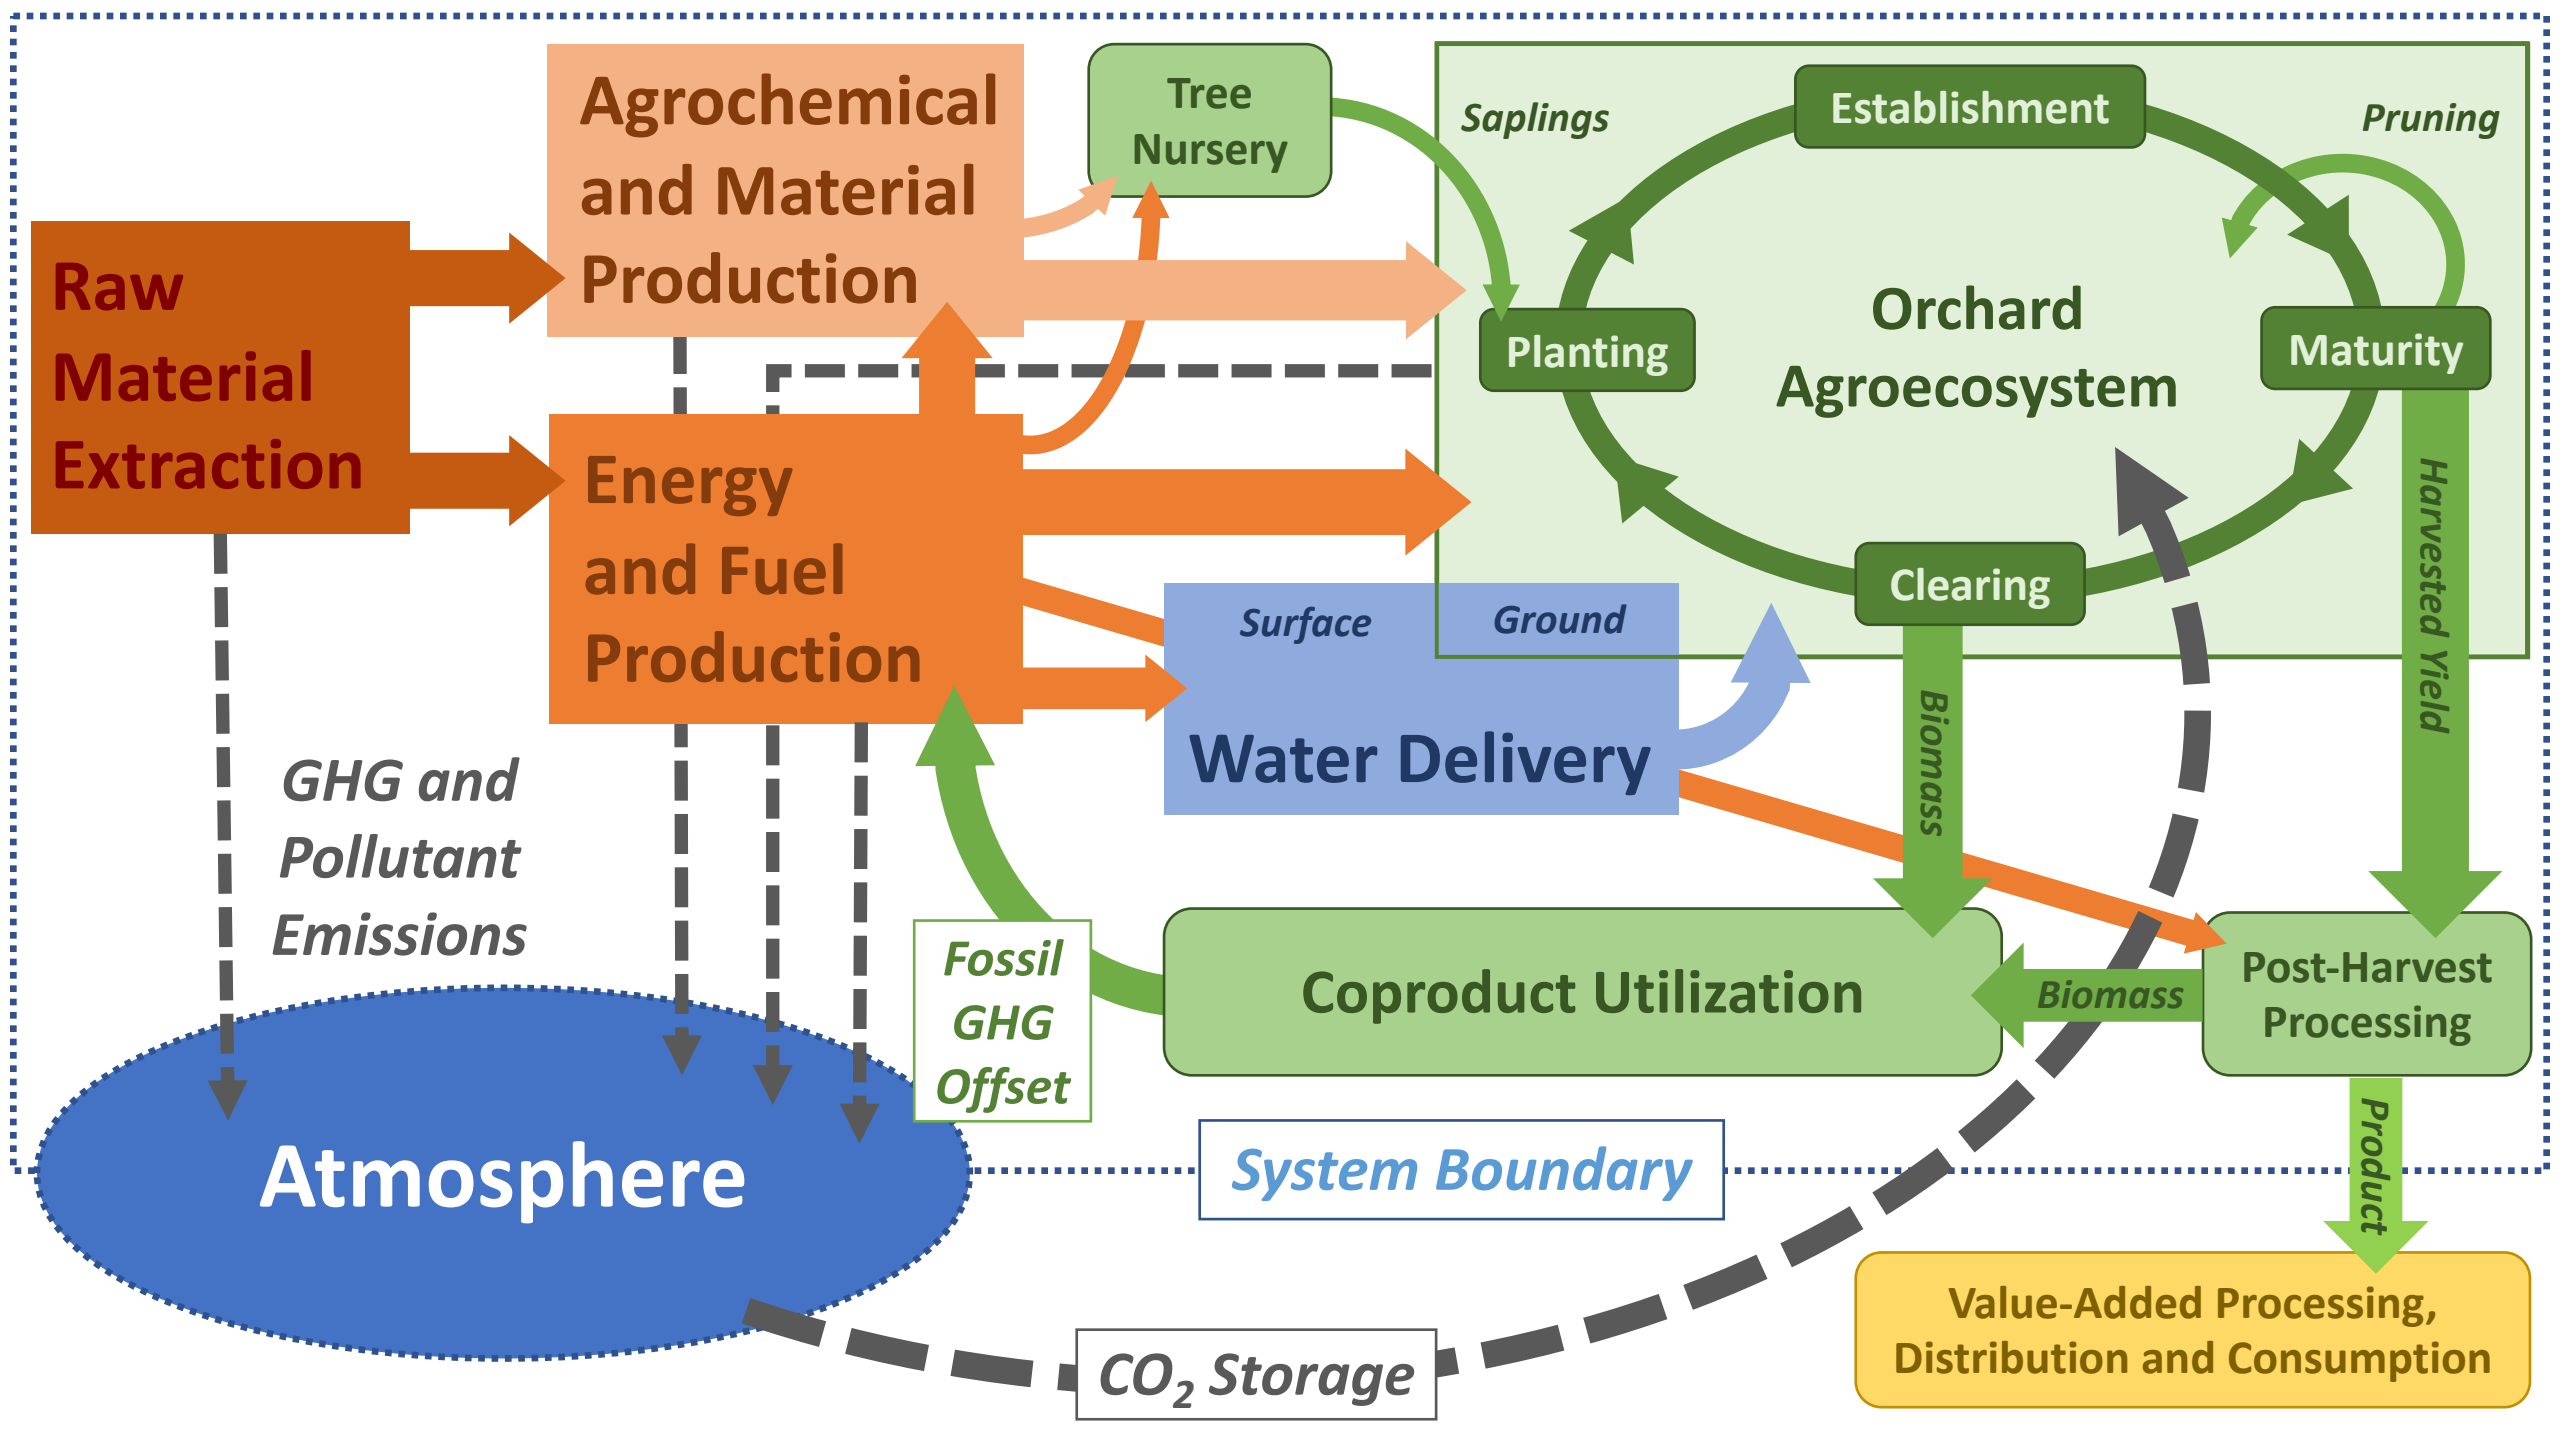 Raw
Material
Extraction
Agrochemical
and Material
Production
Energy
and Fuel
Production
Tree
Nursery
Saplings
Establishment
Pruning
Planting
Orchard
Agroecosystem
Maturity
Clearing
Harvested Yield
Surface
Ground
Water Delivery
Biomass
GHG and
Pollutant
Emissions
Fossil
GHG
Offset
Coproduct Utilization
Biomass
Post-Harvest
Processing
Atmosphere
System Boundary
Product
CO₂ Storage
Value-Added Processing,
Distribution and Consumption